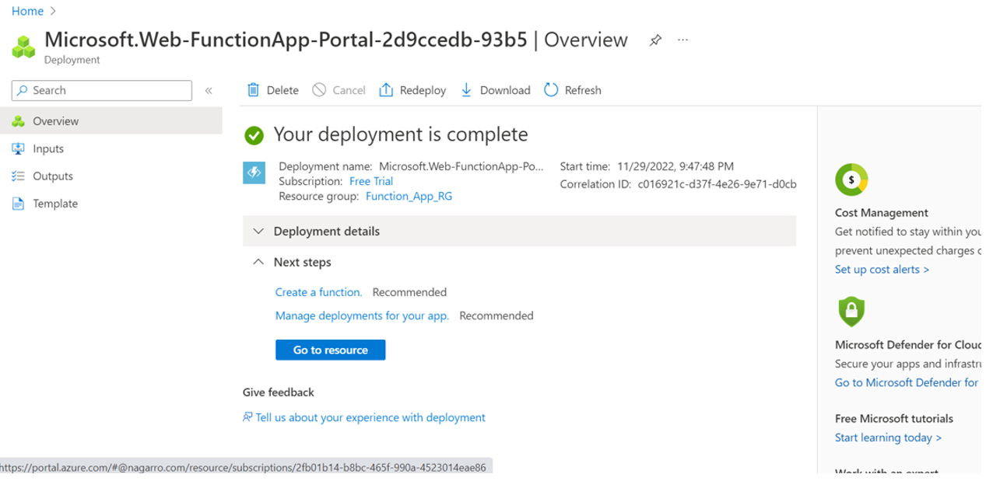 Home >
Microsoft.Web-FunctionApp-Portal-2d9ccedb-93b5 | Overview
Deployment
Search
Delete Cancel Redeploy Download Refresh
Overview
Inputs
Outputs
Template
Your deployment is complete
Deployment name: Microsoft.Web-FunctionApp-Po...
Subscription: Free Trial
Resource group: Function_App_RG
Start time: 11/29/2022, 9:47:48 PM
Correlation ID: c016921c-d37f-4e26-9e71-d0cb
Deployment details
Next steps
Create a function. Recommended
Manage deployments for your app. Recommended
Go to resource
Give feedback
Tell us about your experience with deployment
$
Cost Management
Get notified to stay within you
prevent unexpected charges
Set up cost alerts >
Microsoft Defender for Cloud
Secure your apps and infrastru
Go to Microsoft Defender for
Free Microsoft tutorials
Start learning today >
Work with an expert
https://portal.azure.com/#@nagarro.com/resource/subscriptions/2fb01b14-b8bc-465f-990a-4523014eae86